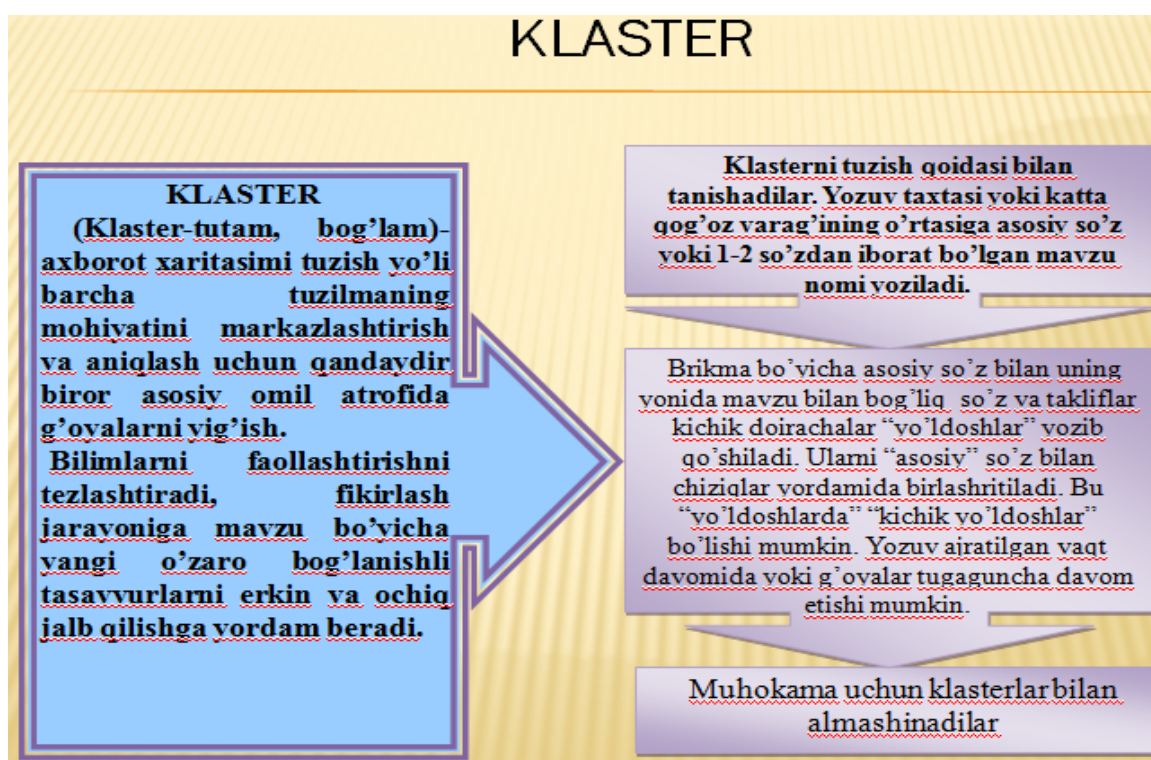 KLASTER
KLASTER
(Klaster-tutam, bog’lam)-
axborot xaritasimi tuzish yo’li
barcha tuzilmaning
mohiyatini markazlashtirish
va aniqlash uchun qandaydir
biror asosiy omil atrofida
g’oyalarni yig’ish.
Bilimlarni faollashtirishni
tezlashtiradi, fikirlash
jarayoniga mavzu bo’yicha
yangi o’zaro bog’lanishli
tasavvurlarni erkin va ochiq
jalb qilishga yordam beradi.
Klasterni tuzish qoidasi bilan
tanishadilar. Yozuv taxtasi yoki katta
qog’oz varag’ining o’rtasiga asosiy so’z
yoki 1-2 so’zdan iborat bo’lgan mavzu
nomi yoziladi.
Brikma bo’yicha asosiy so’z bilan uning
yonida mavzu bilan bog’liq so’z va takliflar
kichik doirachalar “yo’ldoshlar” yozib
qo’shiladi. Ularni “asosiy” so’z bilan
chiziqlar yordamida birlashritiladi. Bu
“yo’ldoshlarda” “kichik yo’ldoshlar”
bo’lishi mumkin. Yozuv ajratilgan vaqt
davomida yoki g’oyalar tugaguncha davom
etishi mumkin.
Muhokama uchun klasterlar bilan
almashinadilar